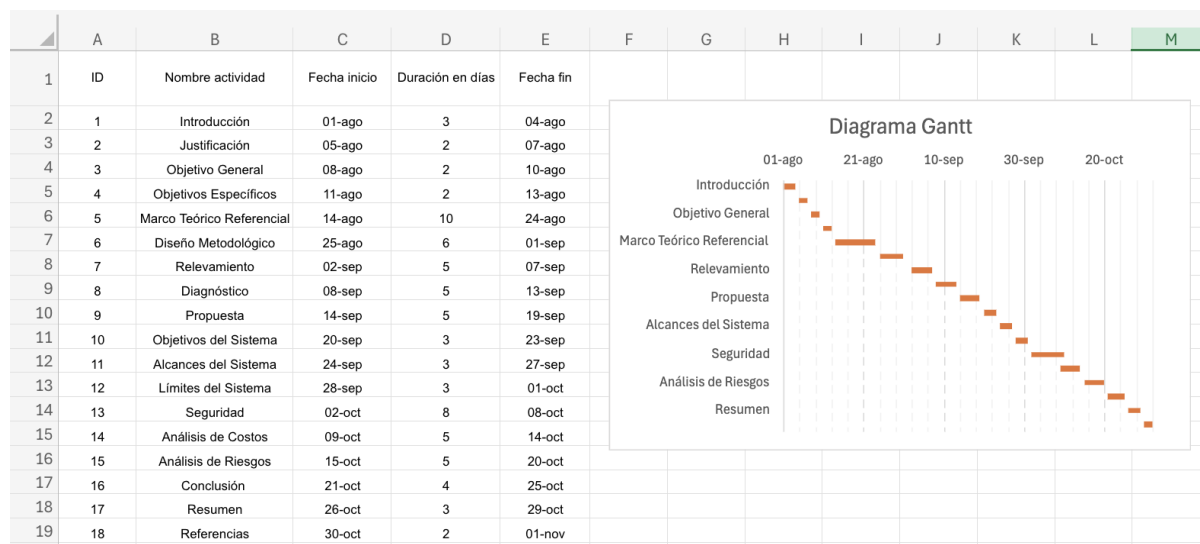 A B C D E F G H I J K L M
1 ID Nombre actividad Fecha inicio Duración en días Fecha fin
2 1 Introducción 01-ago 3 04-ago
3 2 Justificación 05-ago 2 07-ago
4 3 Objetivo General 08-ago 2 10-ago
5 4 Objetivos Específicos 11-ago 2 13-ago
6 5 Marco Teórico Referencial 14-ago 10 24-ago
7 6 Diseño Metodológico 25-ago 6 01-sep
8 7 Relevamiento 02-sep 5 07-sep
9 8 Diagnóstico 08-sep 5 13-sep
10 9 Propuesta 14-sep 5 19-sep
11 10 Objetivos del Sistema 20-sep 3 23-sep
12 11 Alcances del Sistema 24-sep 3 27-sep
13 12 Límites del Sistema 28-sep 3 01-oct
14 13 Seguridad 02-oct 8 08-oct
15 14 Análisis de Costos 09-oct 5 14-oct
16 15 Análisis de Riesgos 15-oct 5 20-oct
17 16 Conclusión 21-oct 4 25-oct
18 17 Resumen 26-oct 3 29-oct
19 18 Referencias 30-oct 2 01-nov
Diagrama Gantt
01-ago 21-ago 10-sep 30-sep 20-oct
Introducción
Objetivo General
Marco Teórico Referencial
Relevamiento
Propuesta
Alcances del Sistema
Seguridad
Análisis de Riesgos
Resumen